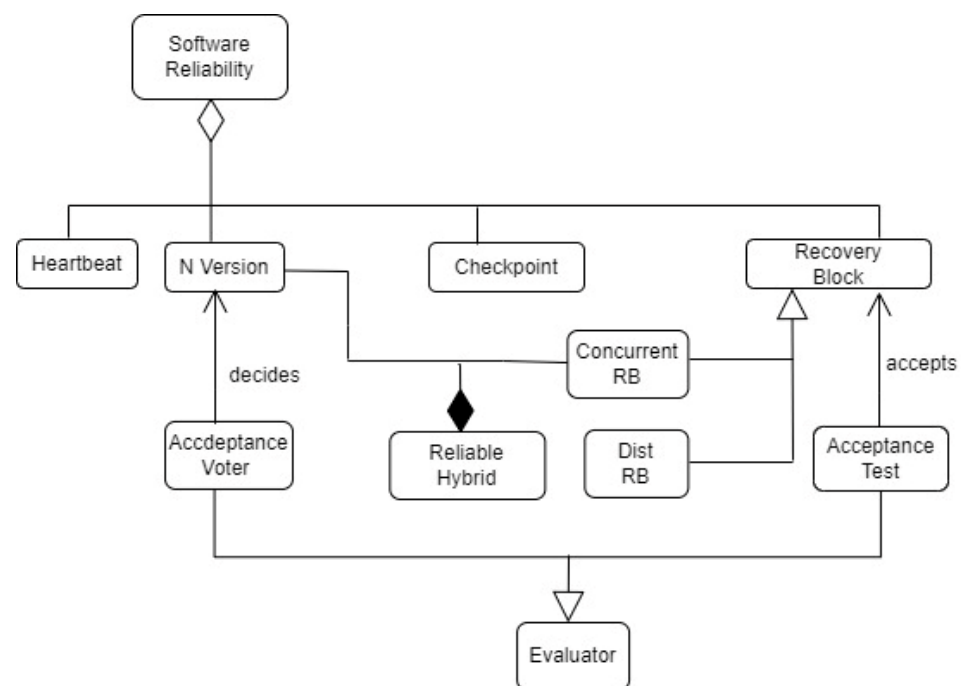 Software
Reliability
Heartbeat
N Version
Checkpoint
Recovery
Block
Concurrent
RB
decides
accepts
Accdeptance
Voter
Reliable
Hybrid
Dist
RB
Acceptance
Test
Evaluator